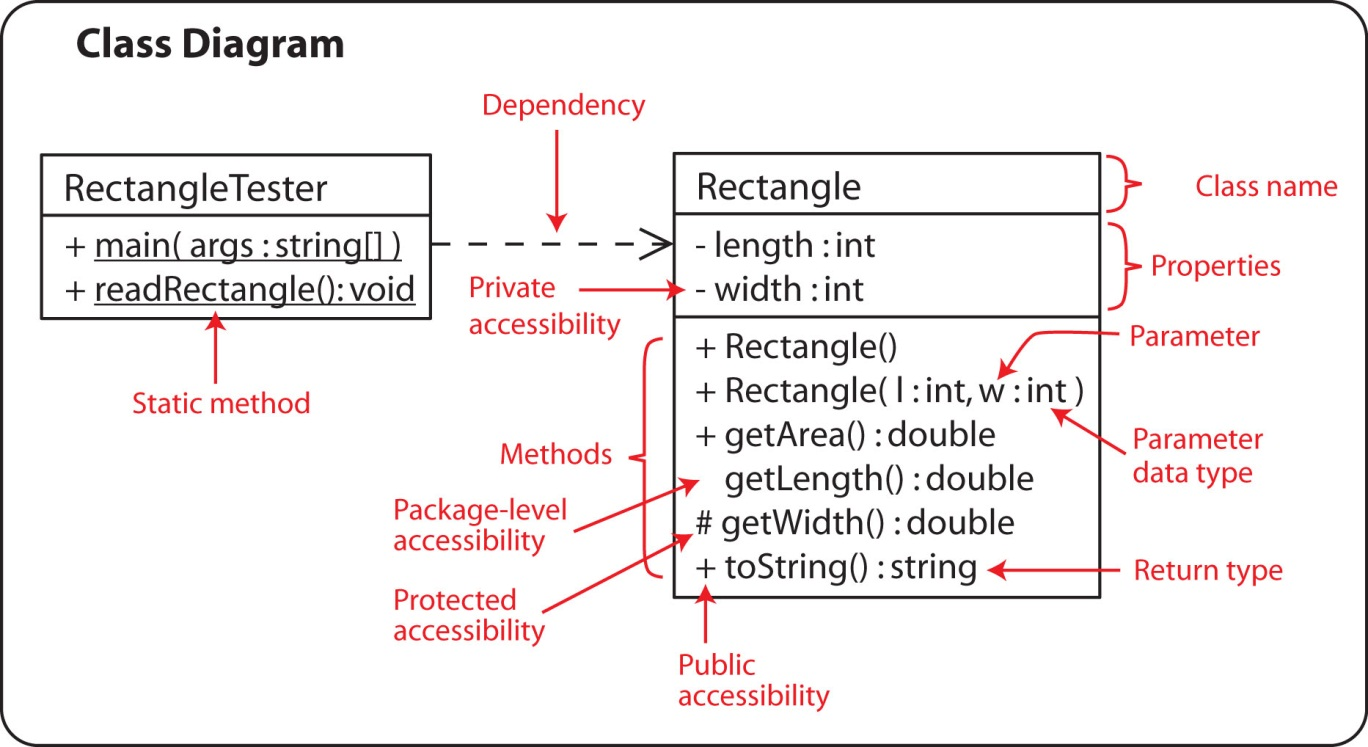 Class Diagram
Dependency
RectangleTester
+ main( args : string[] )
+ readRectangle(): void
Static method
Rectangle
- length : int
- width : int
+ Rectangle()
+ Rectangle( l : int, w : int )
+ getArea() : double
getLength() : double
# getWidth() : double
+ toString() : string
Class name
Properties
Private
accessibility
Parameter
Parameter
data type
Methods
Package-level
accessibility
Protected
accessibility
Return type
Public
accessibility